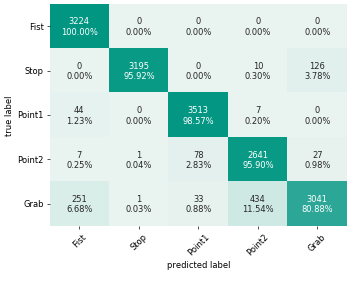 Fist 3224 0 0 0 0
100.00% 0.00% 0.00% 0.00% 0.00%
Stop 0 3195 0 10 126
0.00% 95.92% 0.00% 0.30% 3.78%
Point1 44 0 3513 7 0
1.23% 0.00% 98.57% 0.20% 0.00%
Point2 7 1 78 2641 27
0.25% 0.04% 2.83% 95.90% 0.98%
Grab 251 1 33 434 3041
6.68% 0.03% 0.88% 11.54% 80.88%
true label
Fist Stop Point1 Point2 Grab
predicted label